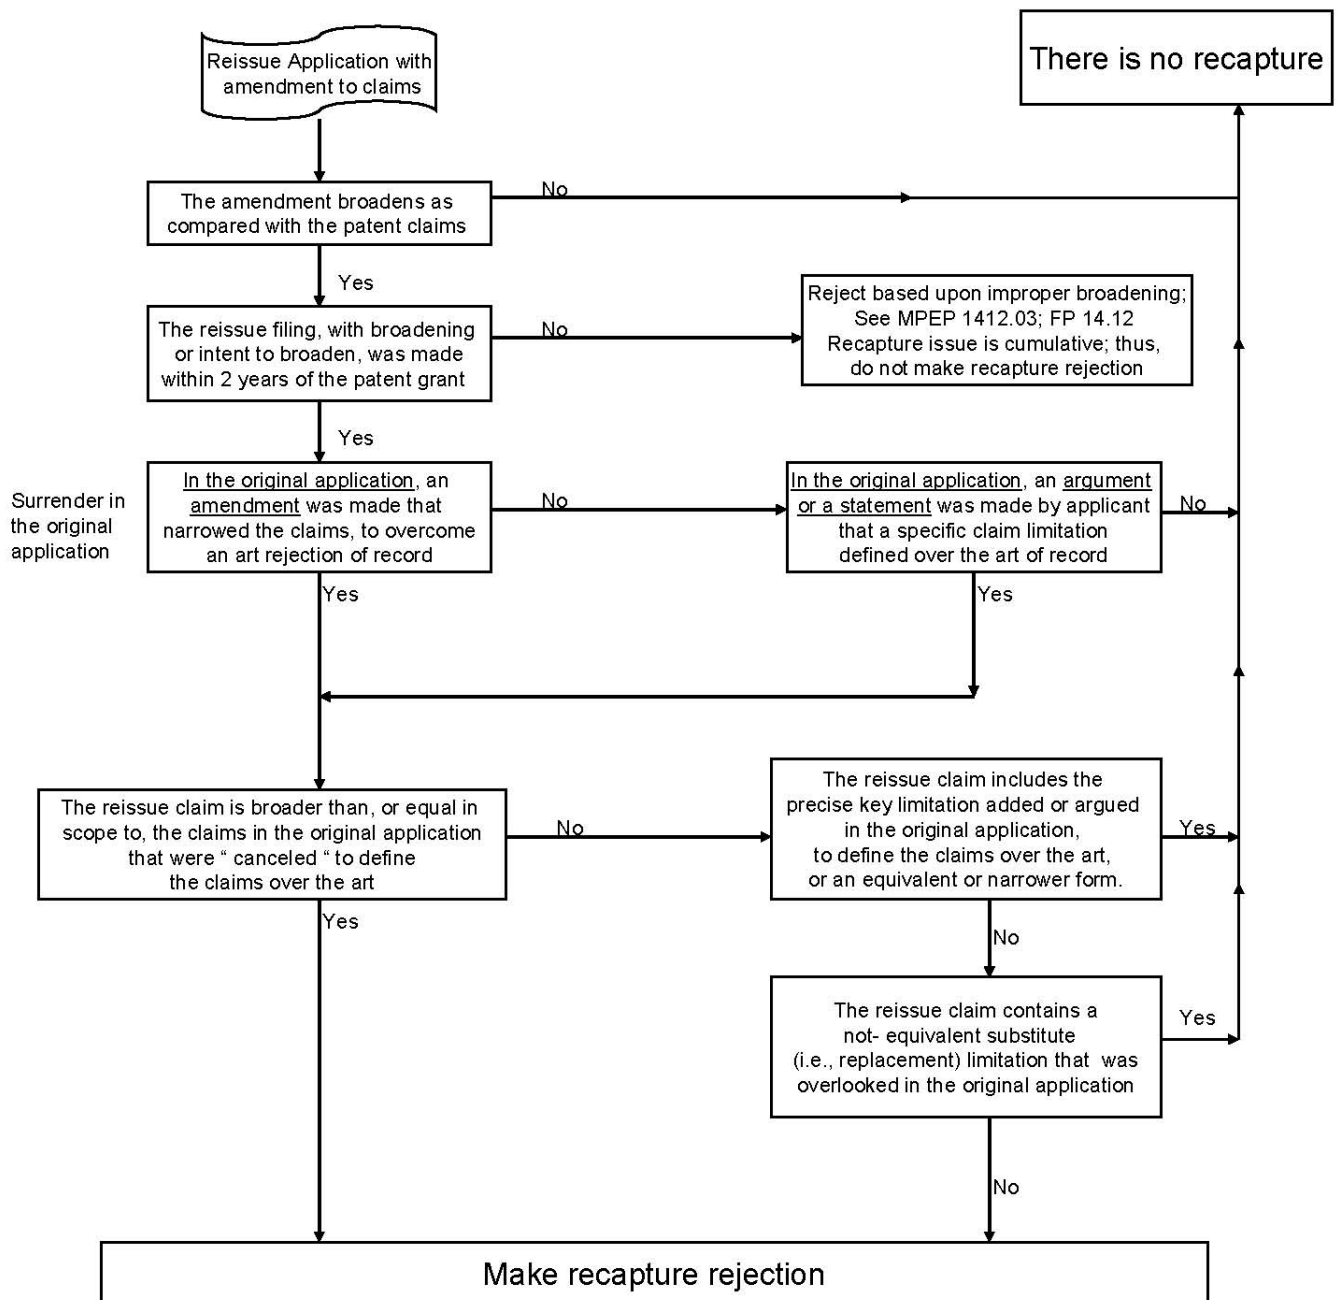 Reissue Application with
amendment to claims
There is no recapture
The amendment broadens as
compared with the patent claims
No
Yes
The reissue filing, with broadening
or intent to broaden, was made
within 2 years of the patent grant
No
Reject based upon improper broadening;
See MPEP 1412.03; FP 14.12
Recapture issue is cumulative; thus,
do not make recapture rejection
Yes
Surrender in
the original
application
In the original application, an
amendment was made that
narrowed the claims, to overcome
an art rejection of record
No
In the original application, an argument
or a statement was made by applicant
that a specific claim limitation
defined over the art of record
No
Yes
Yes
The reissue claim is broader than, or equal in
scope to, the claims in the original application
that were “ canceled “ to define
the claims over the art
No
The reissue claim includes the
precise key limitation added or argued
in the original application,
to define the claims over the art,
or an equivalent or narrower form.
Yes
Yes
No
The reissue claim contains a
not- equivalent substitute
(i.e., replacement) limitation that was
overlooked in the original application
Yes
No
Make recapture rejection